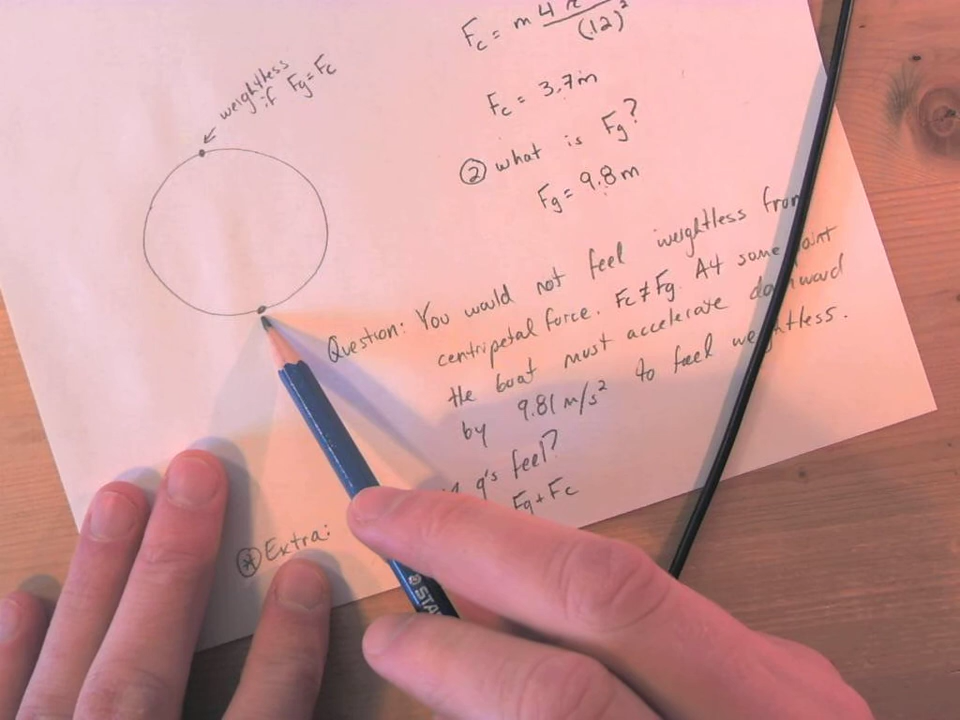 weightless
if Fg = Fc
Fc = m 4π
(.12)²
Fc = 3.7m
② what is Fg?
Fg = 9.8m
Question: You would not feel weightless from
centripetal force. Fc ≠ Fg. At some point
the boat must accelerate downward
by 9.81 m/s² to feel weightless.
g's feel?
Fg + Fc
⊛ Extra:
STA